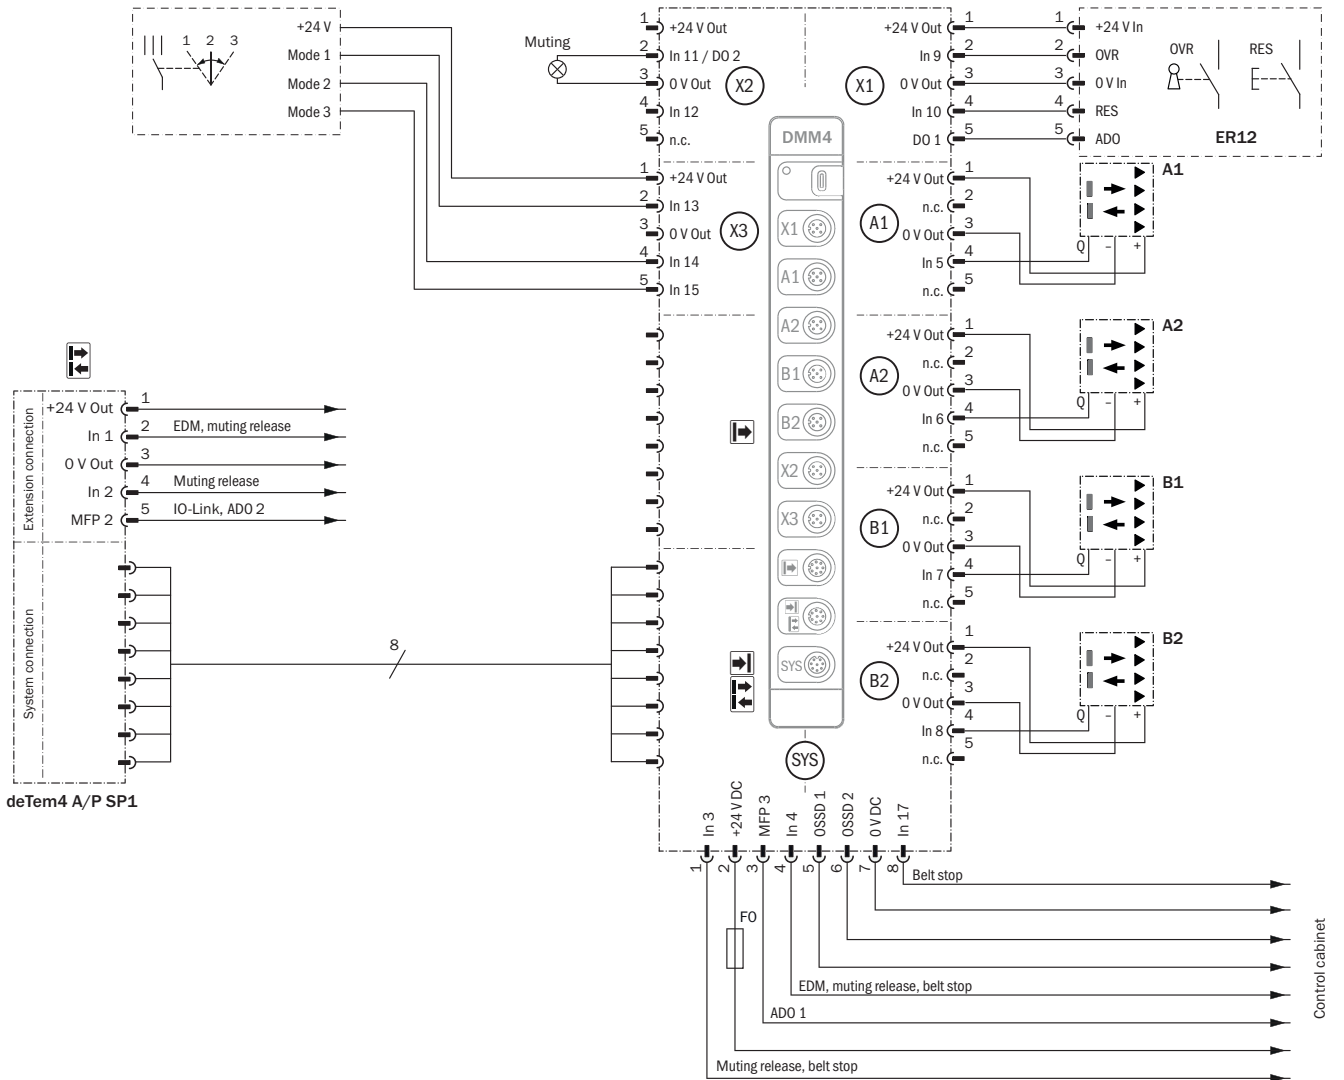 1 2 3
+24 V
Mode 1
Mode 2
Mode 3
Muting
1 +24 V Out
2 In 11 / DO 2
3 0 V Out
4 In 12
5 n.c.
X2
X1
+24 V Out 1
In 9 2
0 V Out 3
In 10 4
DO 1 5
1 +24 V In
2 OVR
3 0 V In
4 RES
5 ADO
OVR
RES
ER12
1 +24 V Out
2 In 13
3 0 V Out
4 In 14
5 In 15
X3
DMM4
X1
A1
A2
B1
B2
X2
X3
SYS
A1
+24 V Out 1
n.c. 2
0 V Out 3
In 5 4
n.c. 5
A1
Q – +
A2
+24 V Out 1
n.c. 2
0 V Out 3
In 6 4
n.c. 5
A2
Q – +
B1
+24 V Out 1
n.c. 2
0 V Out 3
In 7 4
n.c. 5
B1
Q – +
B2
+24 V Out 1
n.c. 2
0 V Out 3
In 8 4
n.c. 5
B2
Q – +
Extension connection
+24 V Out 1
In 1 2 EDM, muting release
0 V Out 3
In 2 4 Muting release
MFP 2 5 IO-Link, ADO 2
System connection
8
deTem4 A/P SP1
SYS
In 3
+24 V DC
MFP 3
In 4
OSSD 1
OSSD 2
0 V DC
In 17
1 2 3 4 5 6 7 8
Belt stop
F0
EDM, muting release, belt stop
ADO 1
Muting release, belt stop
Control cabinet